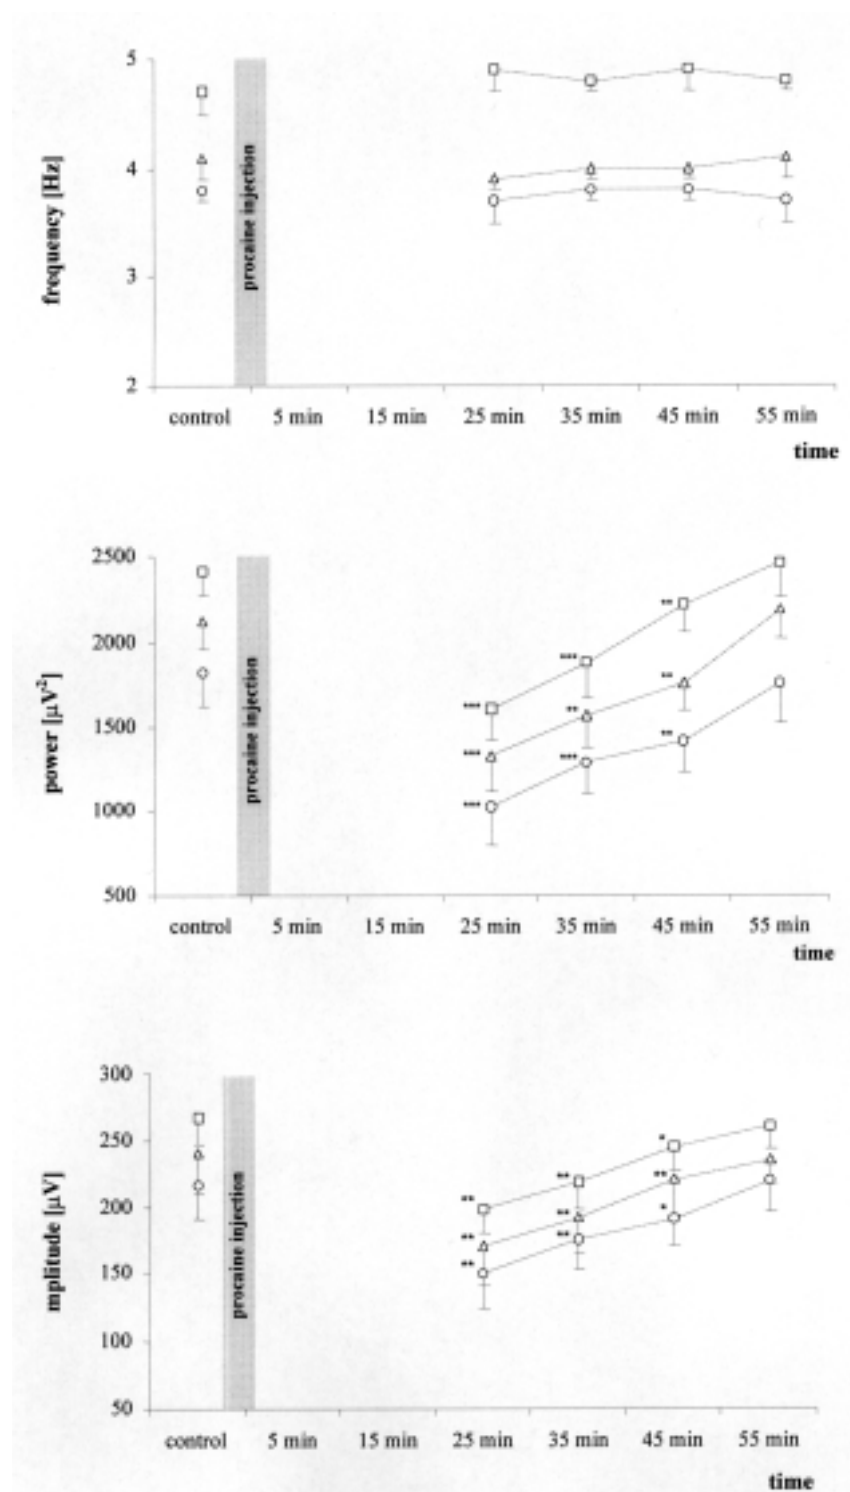 5
4
3
2
frequency [Hz]
procaine injection
control 5 min 15 min 25 min 35 min 45 min 55 min
time
2500
2000
1500
1000
500
power [μV²]
procaine injection
*** *** **
*** ** **
*** *** **
control 5 min 15 min 25 min 35 min 45 min 55 min
time
300
250
200
150
100
50
mplitude [μV]
procaine injection
** ** *
** ** **
** ** *
control 5 min 15 min 25 min 35 min 45 min 55 min
time